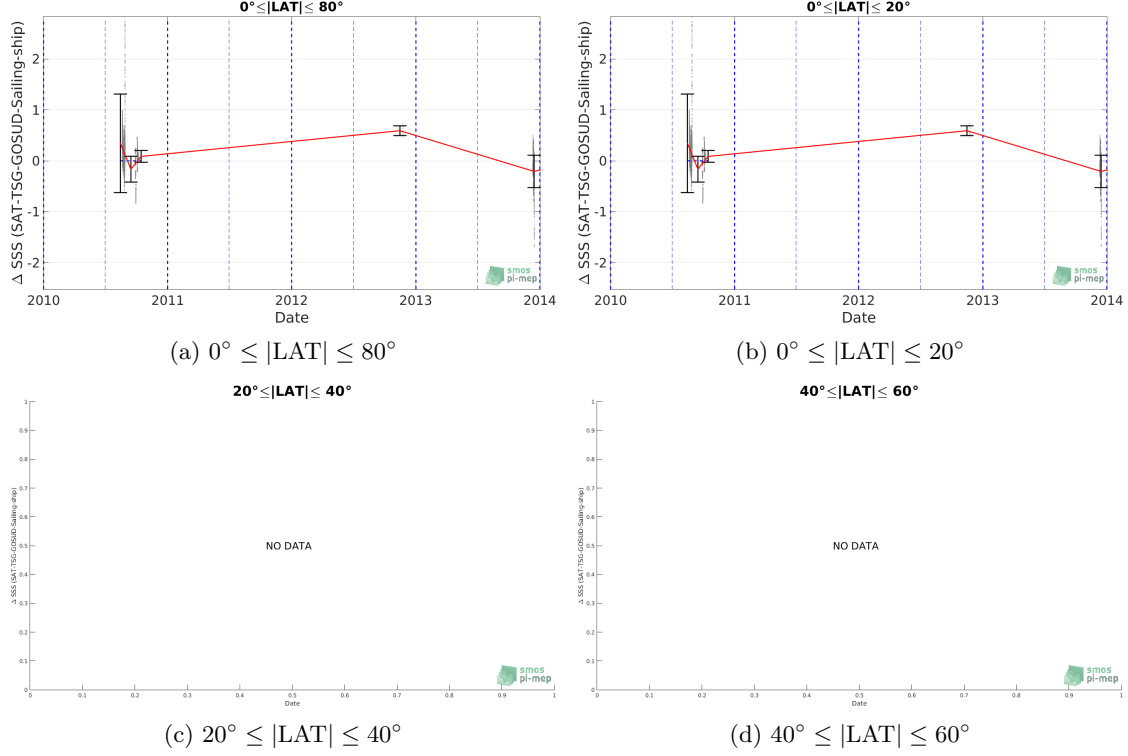 0°≤|LAT|≤ 80°
Δ SSS (SAT-TSG-GOSUD-Sailing-ship)
2
1
0
-1
-2
2010 2011 2012 2013 2014
Date
smos
pi-mep
(a) 0° ≤ |LAT| ≤ 80°
0°≤|LAT|≤ 20°
Δ SSS (SAT-TSG-GOSUD-Sailing-ship)
2
1
0
-1
-2
2010 2011 2012 2013 2014
Date
smos
pi-mep
(b) 0° ≤ |LAT| ≤ 20°
20°≤|LAT|≤ 40°
Δ SSS (SAT-TSG-GOSUD-Sailing-ship)
1
0.9
0.8
0.7
0.6
0.5
0.4
0.3
0.2
0.1
0
NO DATA
0 0.1 0.2 0.3 0.4 0.5 0.6 0.7 0.8 0.9 1
Date
smos
pi-mep
(c) 20° ≤ |LAT| ≤ 40°
40°≤|LAT|≤ 60°
Δ SSS (SAT-TSG-GOSUD-Sailing-ship)
1
0.9
0.8
0.7
0.6
0.5
0.4
0.3
0.2
0.1
0
NO DATA
0 0.1 0.2 0.3 0.4 0.5 0.6 0.7 0.8 0.9 1
Date
smos
pi-mep
(d) 40° ≤ |LAT| ≤ 60°